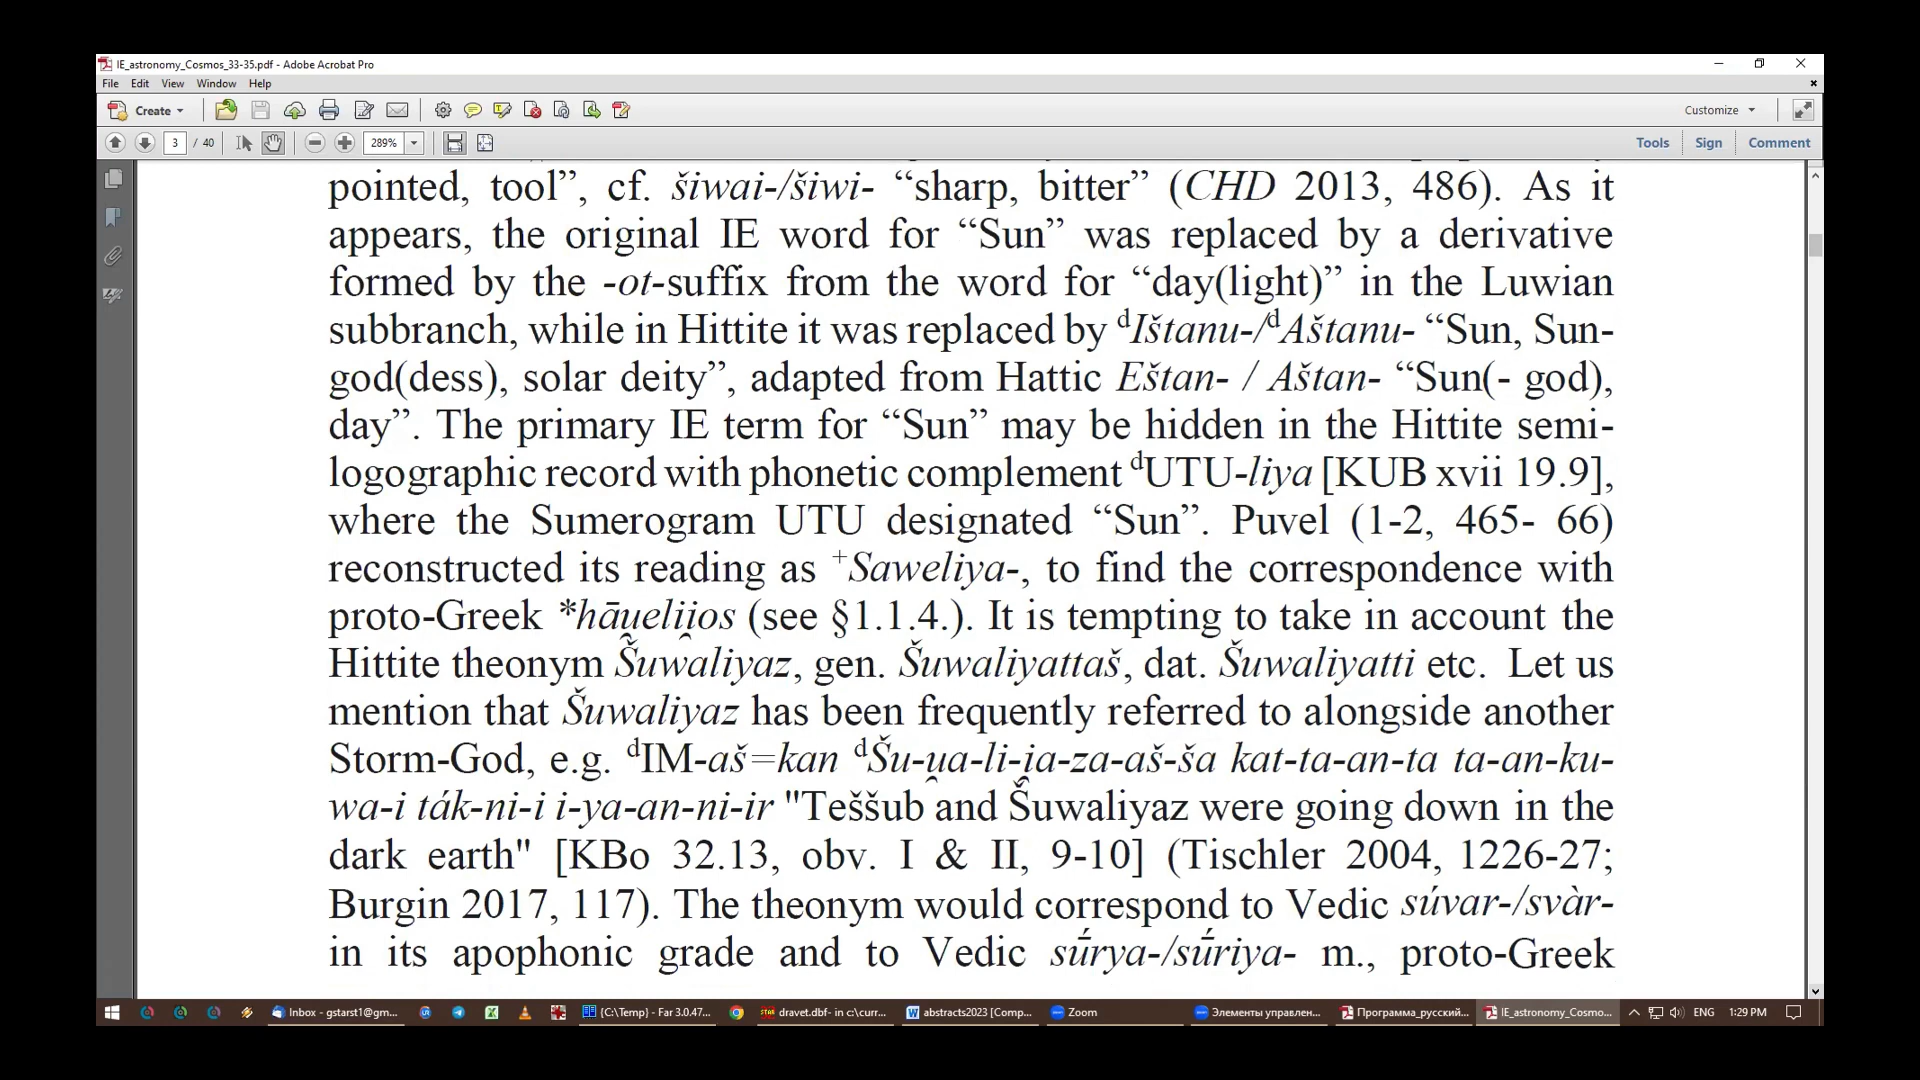 IE_astronomy_Cosmos_33-35.pdf - Adobe Acrobat Pro
File Edit View Window Help
Create Customize
3 / 40 289% Tools Sign Comment
pointed, tool”, cf. šiwai-/šiwi- “sharp, bitter” (CHD 2013, 486). As it
appears, the original IE word for “Sun” was replaced by a derivative
formed by the -ot-suffix from the word for “day(light)” in the Luwian
subbranch, while in Hittite it was replaced by ᵈIštanu-/ᵈAštanu- “Sun, Sun-
god(dess), solar deity”, adapted from Hattic Eštan- / Aštan- “Sun(- god),
day”. The primary IE term for “Sun” may be hidden in the Hittite semi-
logographic record with phonetic complement ᵈUTU-liya [KUB xvii 19.9],
where the Sumerogram UTU designated “Sun”. Puvel (1-2, 465- 66)
reconstructed its reading as ⁺Saweliya-, to find the correspondence with
proto-Greek *hāu̯elii̯os (see §1.1.4.). It is tempting to take in account the
Hittite theonym Šuwaliyaz, gen. Šuwaliyattaš, dat. Šuwaliyatti etc. Let us
mention that Šuwaliyaz has been frequently referred to alongside another
Storm-God, e.g. ᵈIM-aš=kan ᵈŠu-u̯a-li-i̯a-za-aš-ša kat-ta-an-ta ta-an-ku-
wa-i ták-ni-i i-ya-an-ni-ir "Teššub and Šuwaliyaz were going down in the
dark earth" [KBo 32.13, obv. I & II, 9-10] (Tischler 2004, 1226-27;
Burgin 2017, 117). The theonym would correspond to Vedic súvar-/svàr-
in its apophonic grade and to Vedic sū́rya-/sū́riya- m., proto-Greek
Inbox - gstarst1@gm... {C:\Temp} - Far 3.0.47... dravet.dbf- in c:\curr... abstracts2023 [Comp... Zoom Элементы управлен... Программа_русский... IE_astronomy_Cosmo... ENG 1:29 PM